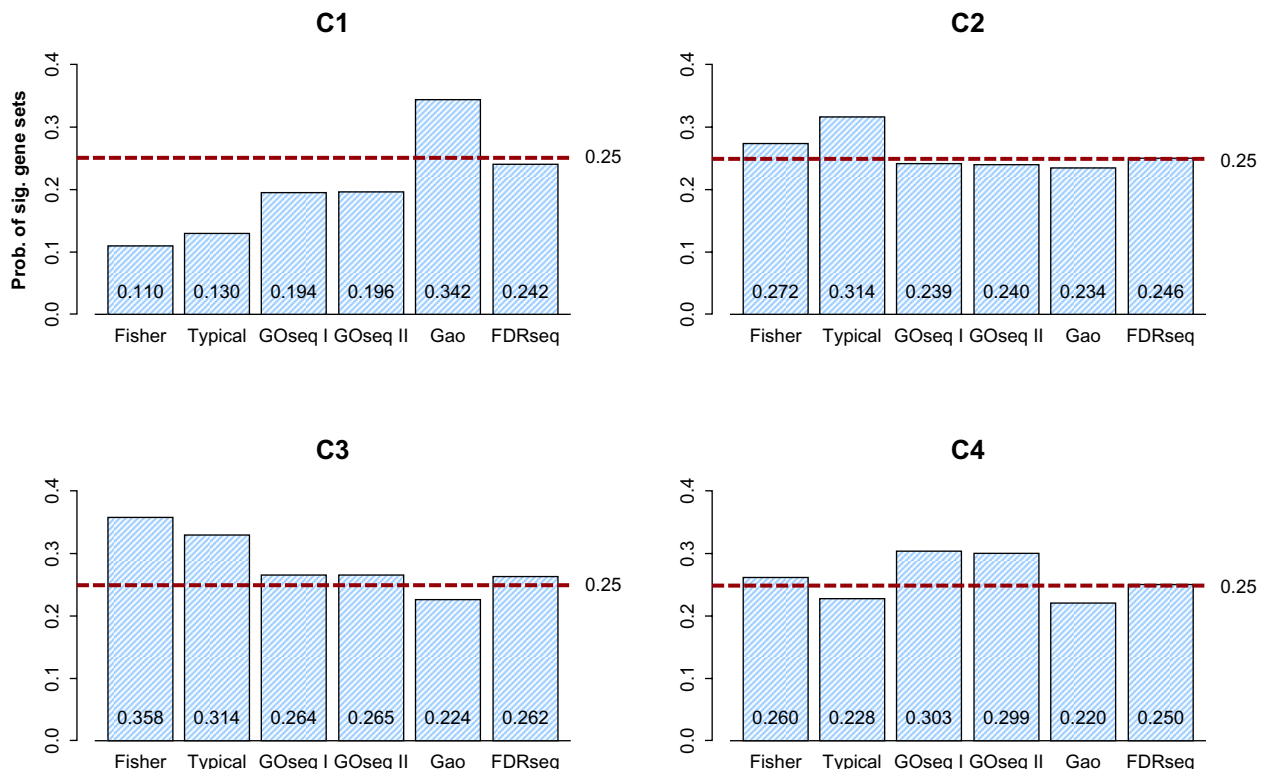 C1
C2
Prob. of sig. gene sets
0.4
0.3
0.2
0.1
0.0
0.25
0.110 0.130 0.194 0.196 0.342 0.242
Fisher Typical GOseq I GOseq II Gao FDRseq
0.4
0.3
0.2
0.1
0.0
0.25
0.272 0.314 0.239 0.240 0.234 0.246
Fisher Typical GOseq I GOseq II Gao FDRseq
C3
C4
0.4
0.3
0.2
0.1
0.0
0.25
0.358 0.314 0.264 0.265 0.224 0.262
Fisher Typical GOseq I GOseq II Gao FDRseq
0.4
0.3
0.2
0.1
0.0
0.25
0.260 0.228 0.303 0.299 0.220 0.250
Fisher Typical GOseq I GOseq II Gao FDRseq